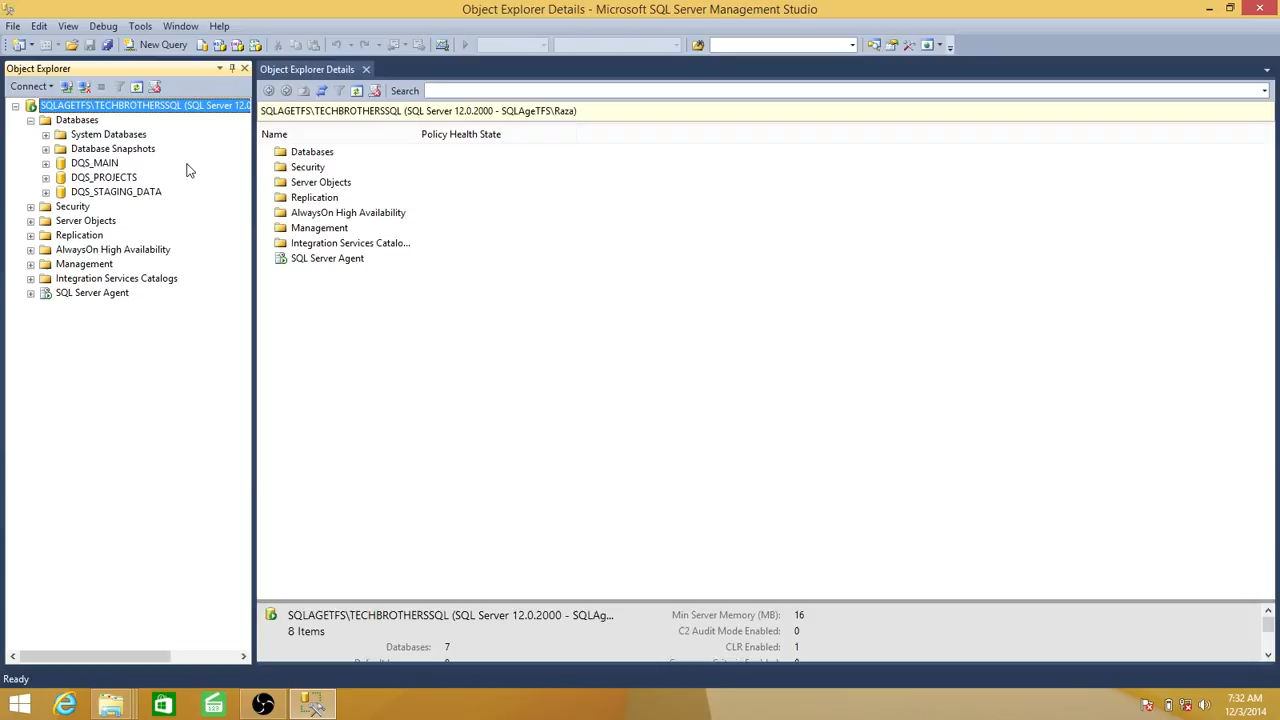 Object Explorer Details - Microsoft SQL Server Management Studio
File Edit View Debug Tools Window Help
New Query
Object Explorer
Object Explorer Details
Connect
Search
SQLAGETFS\TECHBROTHERSSQL (SQL Server 12.0
SQLAGETFS\TECHBROTHERSSQL (SQL Server 12.0.2000 - SQLAgeTFS\Raza)
Databases
System Databases
Database Snapshots
DQS_MAIN
DQS_PROJECTS
DQS_STAGING_DATA
Security
Server Objects
Replication
AlwaysOn High Availability
Management
Integration Services Catalogs
SQL Server Agent
Name Policy Health State
Databases
Security
Server Objects
Replication
AlwaysOn High Availability
Management
Integration Services Catalo...
SQL Server Agent
SQLAGETFS\TECHBROTHERSSQL (SQL Server 12.0.2000 - SQLAg...
8 Items
Databases: 7
Min Server Memory (MB): 16
C2 Audit Mode Enabled: 0
CLR Enabled: 1
Ready
7:32 AM
12/3/2014